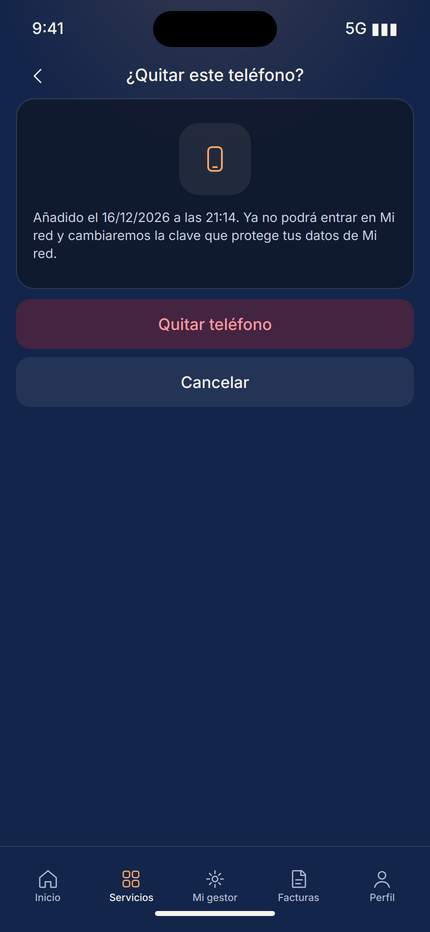 9:41
5G
¿Quitar este teléfono?
Añadido el 16/12/2026 a las 21:14. Ya no podrá entrar en Mi
red y cambiaremos la clave que protege tus datos de Mi
red.
Quitar teléfono
Cancelar
Inicio
Servicios
Mi gestor
Facturas
Perfil